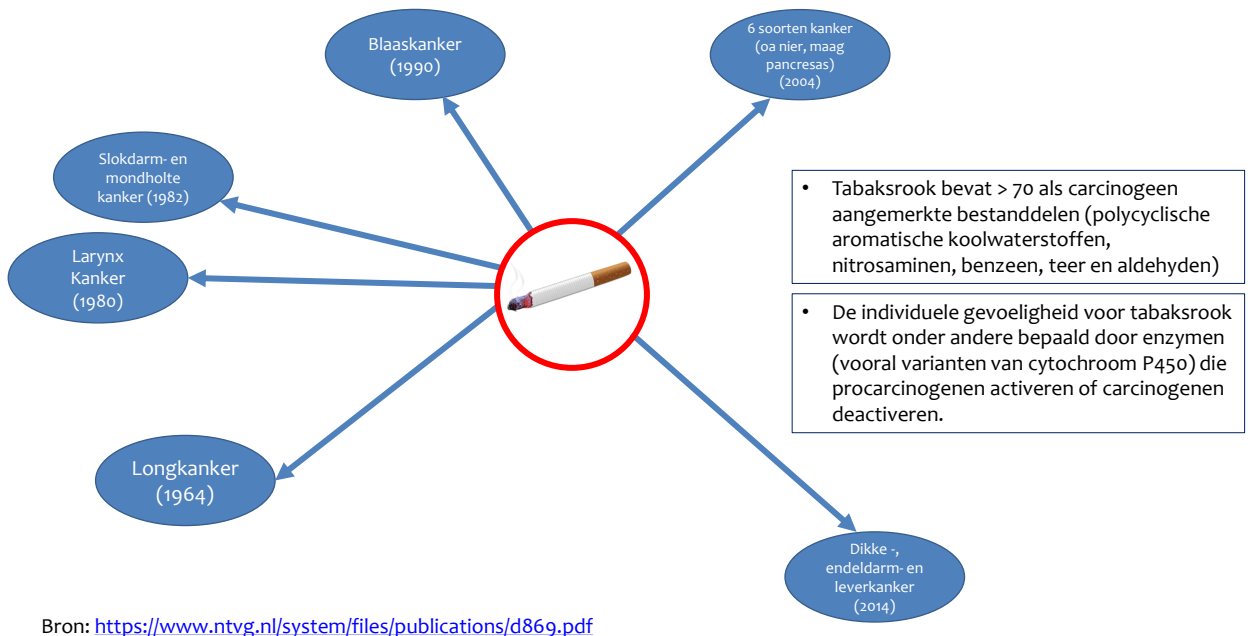 Blaaskanker
(1990)
6 soorten kanker
(oa nier, maag
pancresas)
(2004)
Slokdarm- en
mondholte
kanker (1982)
Larynx
Kanker
(1980)
Longkanker
(1964)
Dikke -,
endeldarm- en
leverkanker
(2014)
• Tabaksrook bevat > 70 als carcinogeen
aangemerkte bestanddelen (polycyclische
aromatische koolwaterstoffen,
nitrosaminen, benzeen, teer en aldehyden)
• De individuele gevoeligheid voor tabaksrook
wordt onder andere bepaald door enzymen
(vooral varianten van cytochroom P450) die
procarcinogenen activeren of carcinogenen
deactiveren.
Bron: https://www.ntvg.nl/system/files/publications/d869.pdf